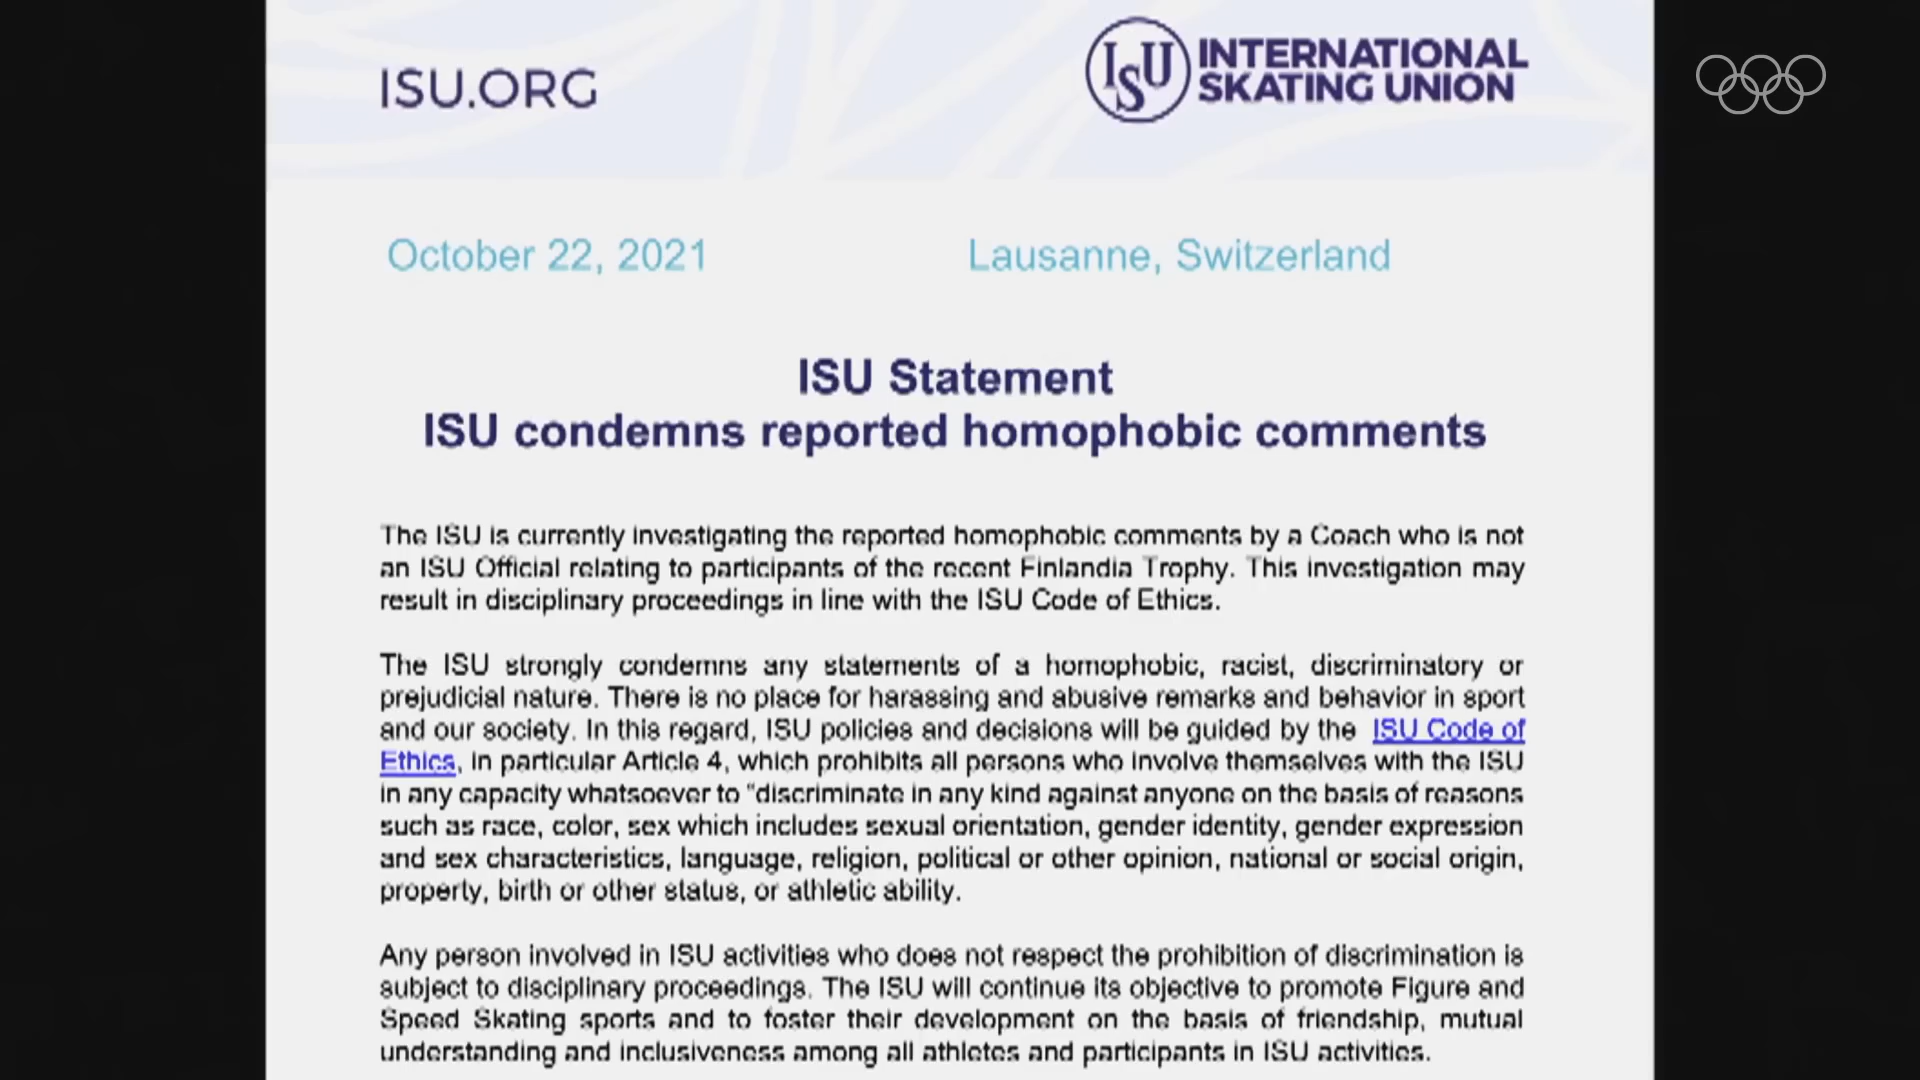 ISU.ORG
ISU INTERNATIONAL
SKATING UNION
October 22, 2021 Lausanne, Switzerland
ISU Statement
ISU condemns reported homophobic comments
The ISU is currently investigating the reported homophobic comments by a Coach who is not
an ISU Official relating to participants of the recent Finlandia Trophy. This investigation may
result in disciplinary proceedings in line with the ISU Code of Ethics.
The ISU strongly condemns any statements of a homophobic, racist, discriminatory or
prejudicial nature. There is no place for harassing and abusive remarks and behavior in sport
and our society. In this regard, ISU policies and decisions will be guided by the ISU Code of
Ethics, in particular Article 4, which prohibits all persons who involve themselves with the ISU
in any capacity whatsoever to “discriminate in any kind against anyone on the basis of reasons
such as race, color, sex which includes sexual orientation, gender identity, gender expression
and sex characteristics, language, religion, political or other opinion, national or social origin,
property, birth or other status, or athletic ability.
Any person involved in ISU activities who does not respect the prohibition of discrimination is
subject to disciplinary proceedings. The ISU will continue its objective to promote Figure and
Speed Skating sports and to foster their development on the basis of friendship, mutual
understanding and inclusiveness among all athletes and participants in ISU activities.